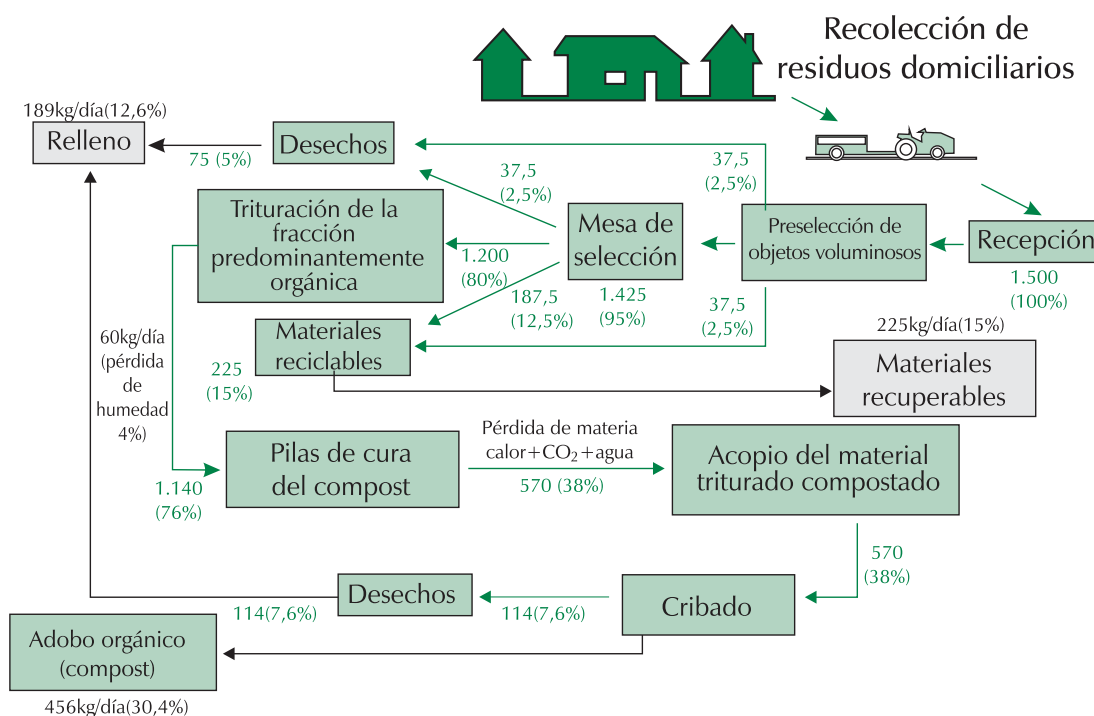 Recolección de
residuos domiciliarios
189kg/día(12,6%)
Relleno
75 (5%)
Desechos
37,5
(2,5%)
37,5
(2,5%)
Trituración de la
fracción
predominantemente
orgánica
1.200
(80%)
Mesa de
selección
1.425
(95%)
Preselección de
objetos voluminosos
Recepción
1.500
(100%)
187,5
(12,5%)
37,5
(2,5%)
Materiales
reciclables
225
(15%)
225kg/día(15%)
Materiales
recuperables
60kg/día
(pérdida
de
humedad
4%)
Pilas de cura
del compost
1.140
(76%)
Pérdida de materia
calor+CO₂+agua
570 (38%)
Acopio del material
triturado compostado
570
(38%)
Cribado
114(7,6%)
Desechos
114(7,6%)
Adobo orgánico
(compost)
456kg/día(30,4%)